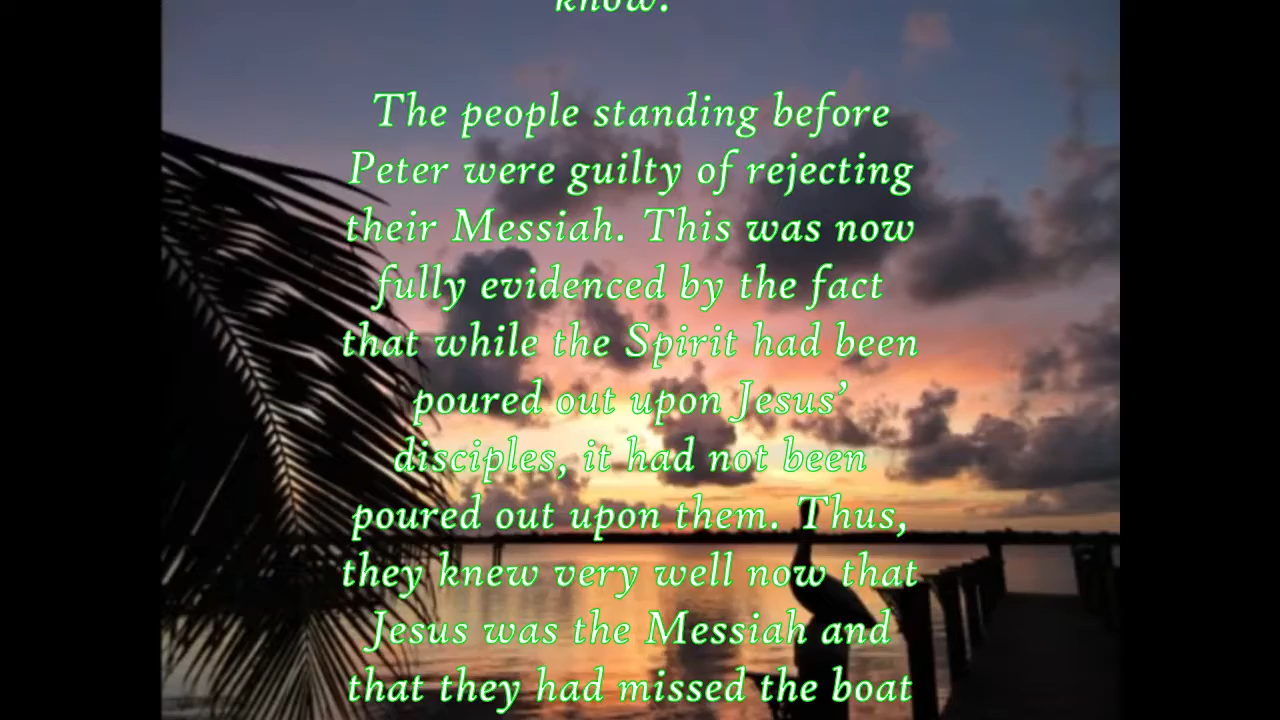 know.
The people standing before
Peter were guilty of rejecting
their Messiah. This was now
fully evidenced by the fact
that while the Spirit had been
poured out upon Jesus’
disciples, it had not been
poured out upon them. Thus,
they knew very well now that
Jesus was the Messiah and
that they had missed the boat